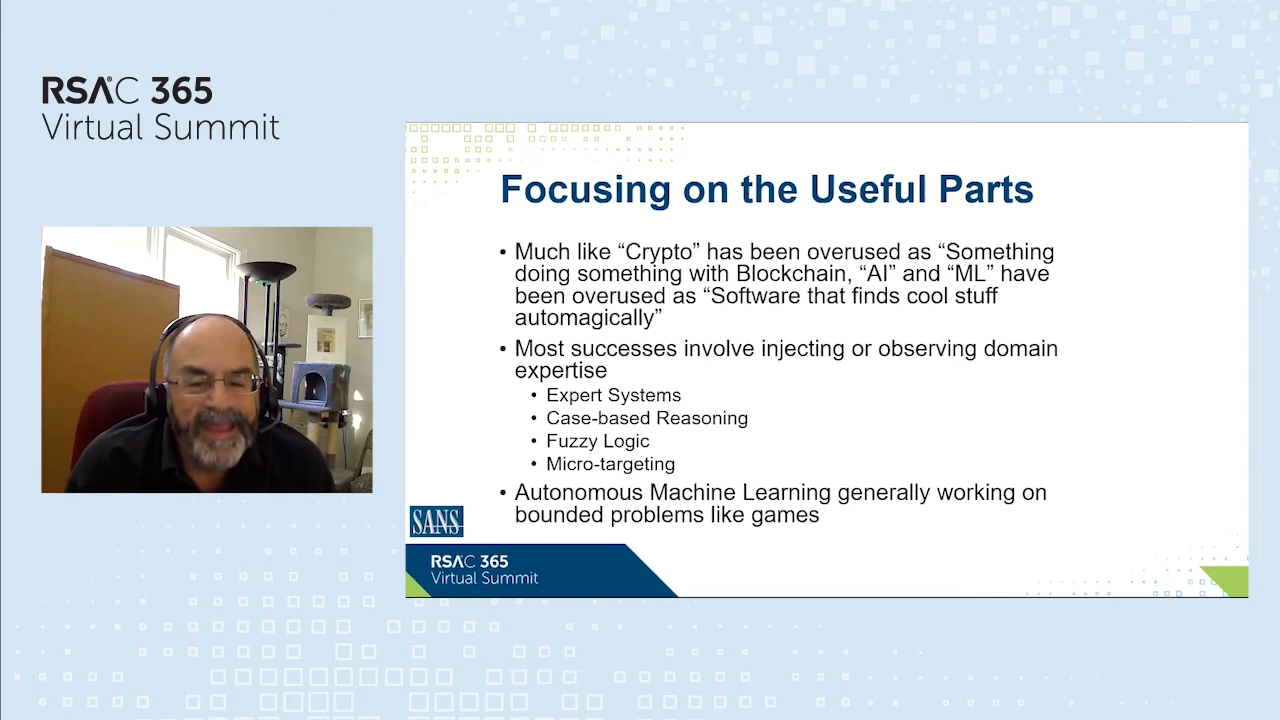 RSAC 365
Virtual Summit
Focusing on the Useful Parts
• Much like “Crypto” has been overused as “Something
doing something with Blockchain, “AI” and “ML” have
been overused as “Software that finds cool stuff
automagically”
• Most successes involve injecting or observing domain
expertise
• Expert Systems
• Case-based Reasoning
• Fuzzy Logic
• Micro-targeting
• Autonomous Machine Learning generally working on
bounded problems like games
SANS
RSAC 365
Virtual Summit